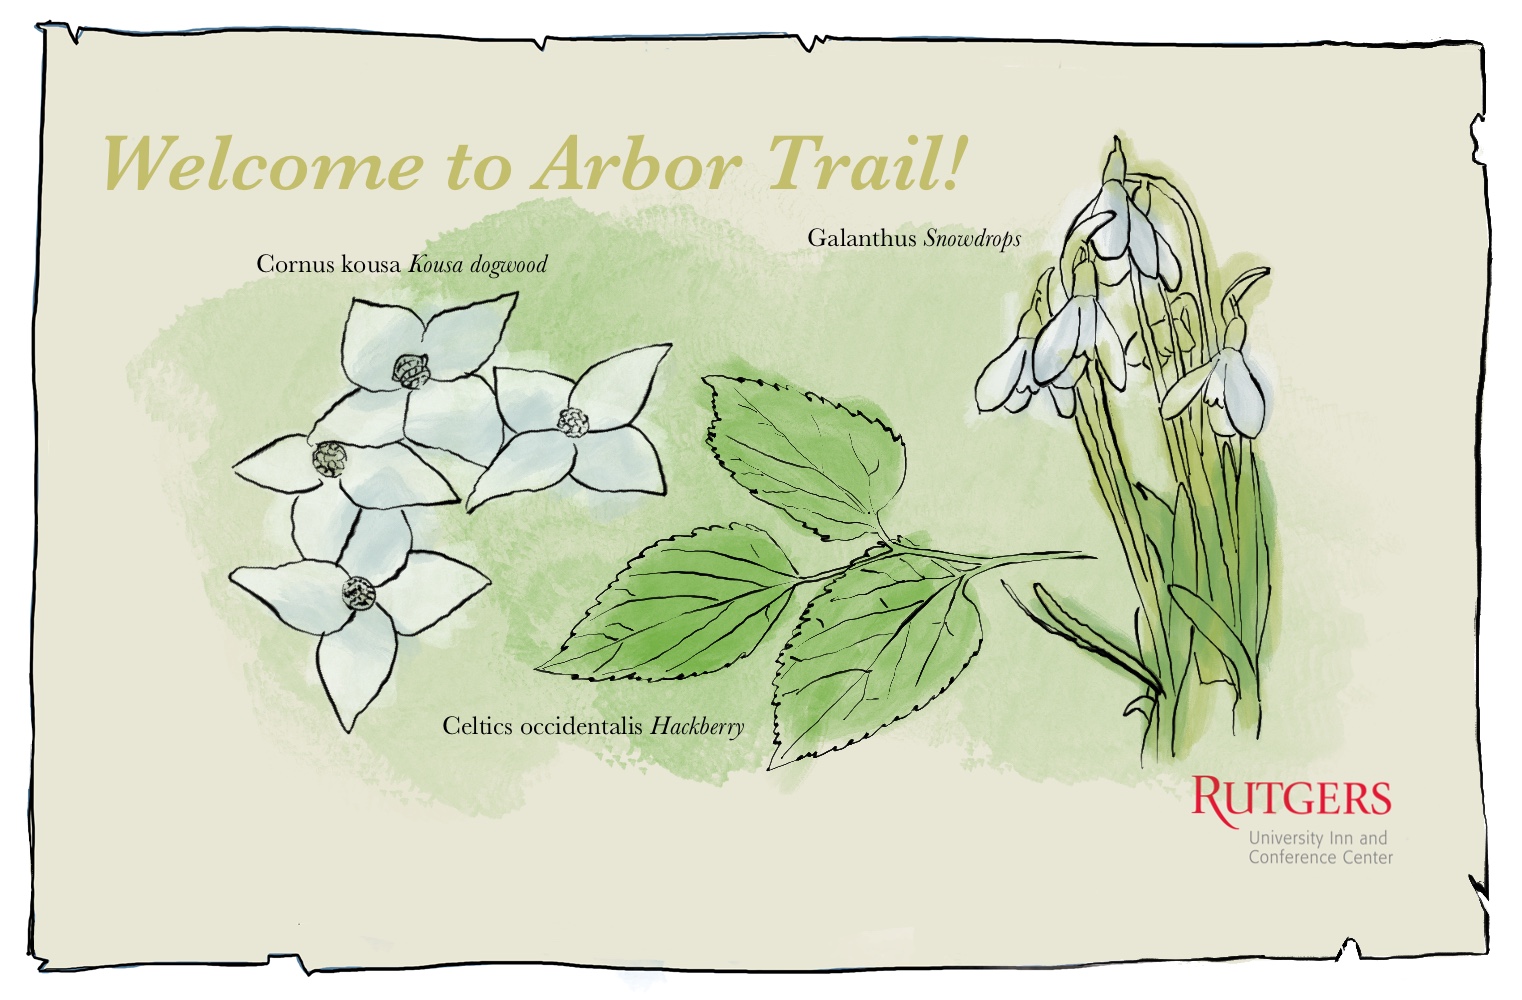 Welcome to Arbor Trail!
Galanthus Snowdrops
Cornus kousa Kousa dogwood
Celtics occidentalis Hackberry
RUTGERS
University Inn and
Conference Center